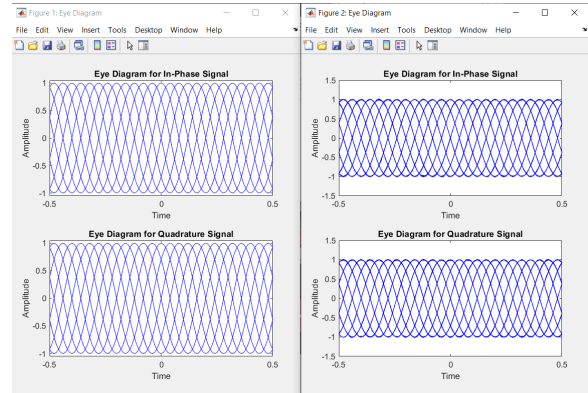 Figure 1: Eye Diagram
File Edit View Insert Tools Desktop Window Help
Eye Diagram for In-Phase Signal
1
0.5
0
-0.5
-1
Amplitude
-0.5 0 0.5
Time
Eye Diagram for Quadrature Signal
1
0.5
0
-0.5
-1
Amplitude
-0.5 0 0.5
Time
Figure 2: Eye Diagram
File Edit View Insert Tools Desktop Window Help
Eye Diagram for In-Phase Signal
1.5
1
0.5
0
-0.5
-1
-1.5
Amplitude
-0.5 0 0.5
Time
Eye Diagram for Quadrature Signal
1.5
1
0.5
0
-0.5
-1
-1.5
Amplitude
-0.5 0 0.5
Time